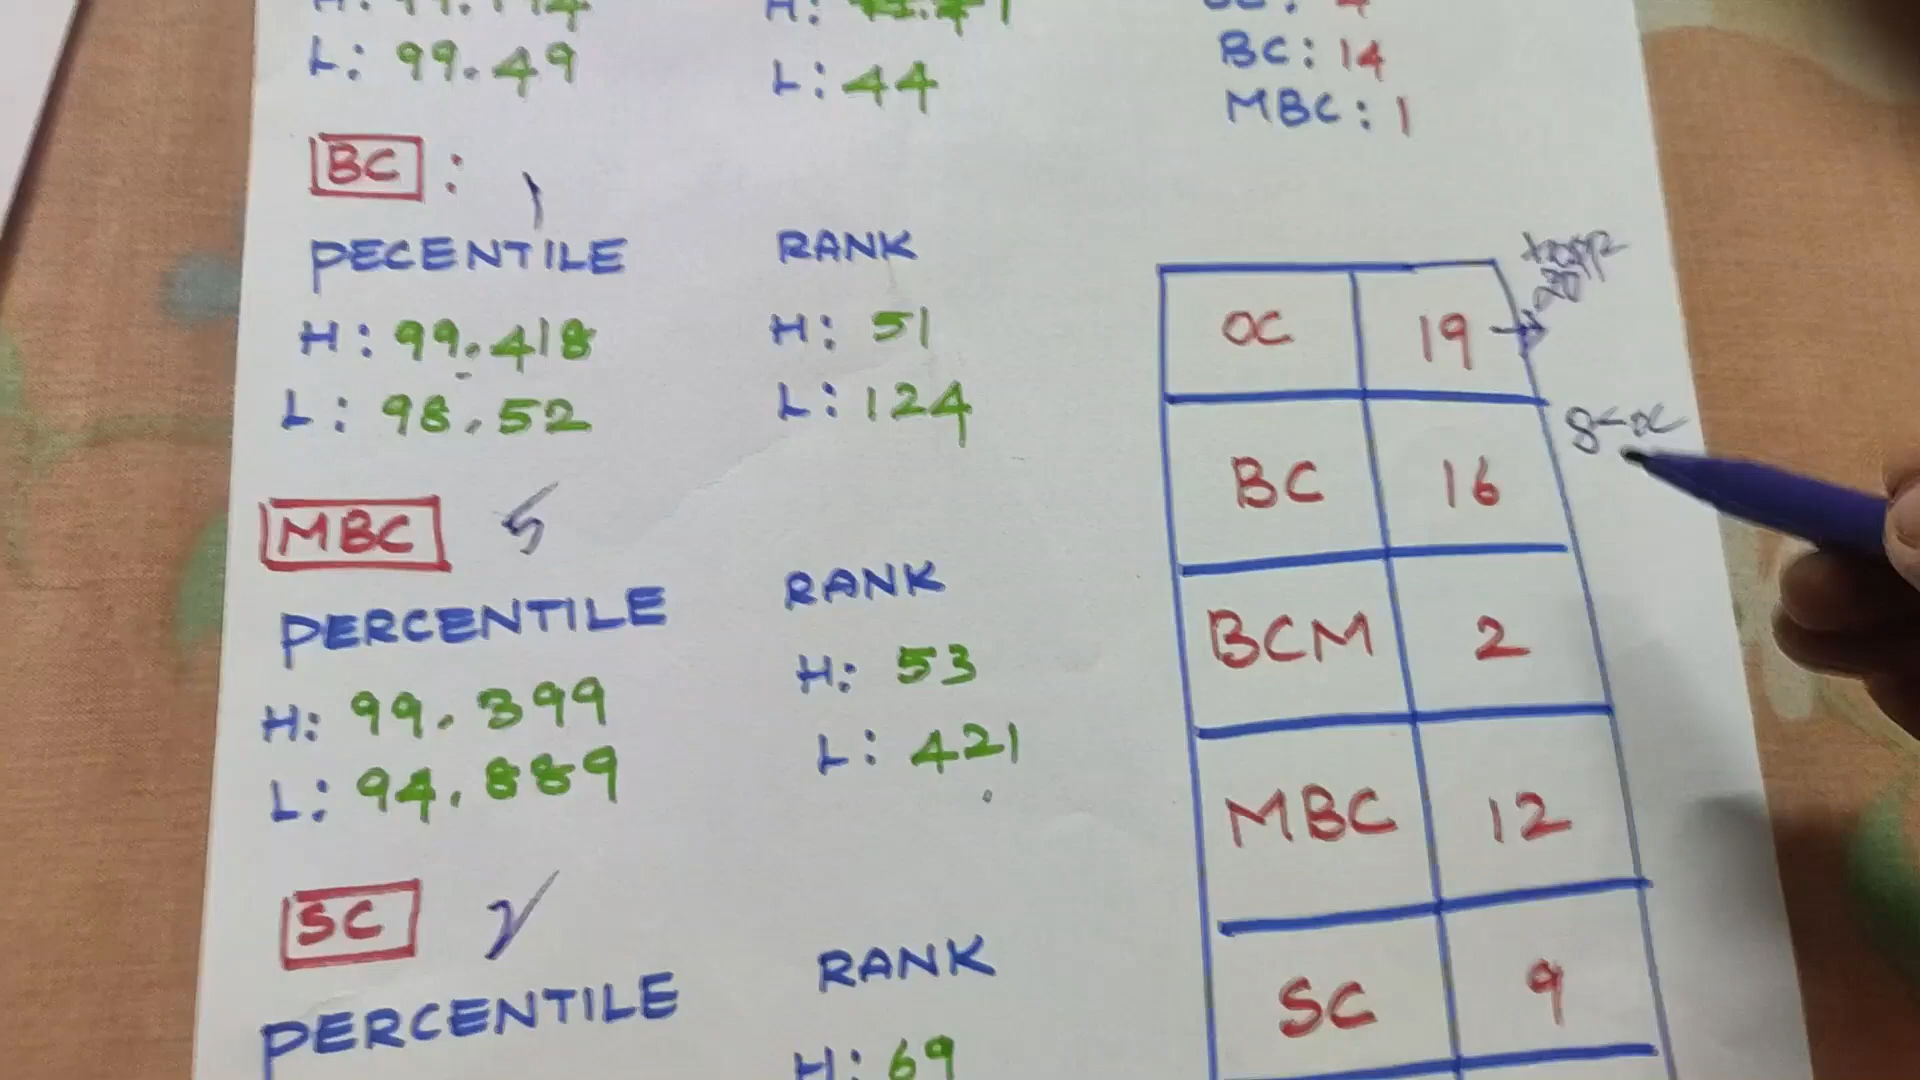 L: 99.49
L: 44
BC: 14
MBC: 1
BC :
PECENTILE
RANK
H: 99.418
H: 51
L: 98.52
L: 124
MBC 5
PERCENTILE
RANK
H: 99.399
H: 53
L: 94.889
L: 421
SC
PERCENTILE
RANK
H: 69
OC 19
BC 16
BCM 2
MBC 12
SC 9